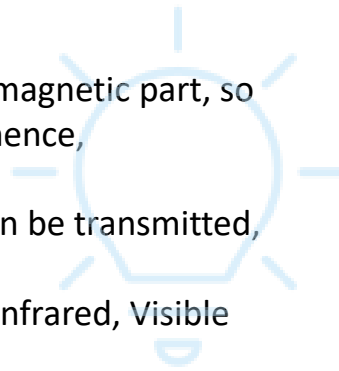 magnetic part, so
hence,
n be transmitted,
nfrared, Visible